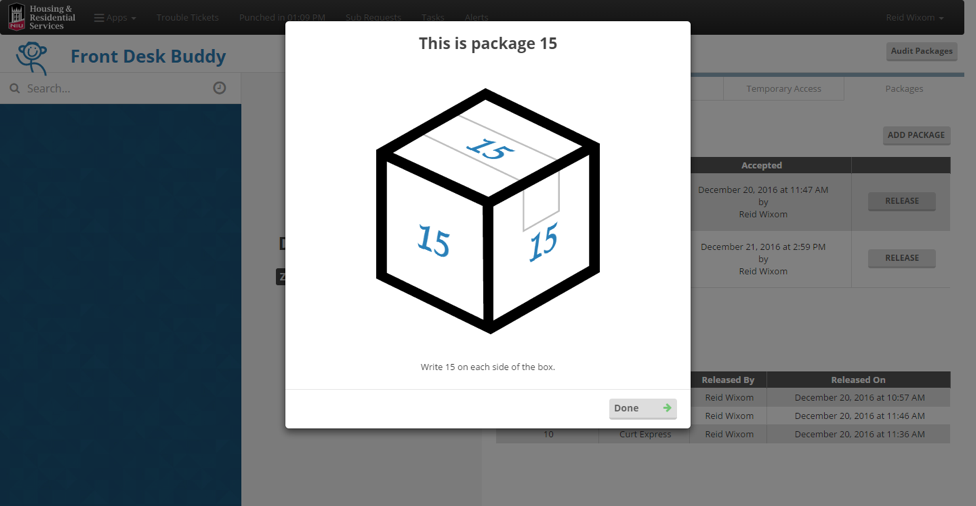 Housing &
Residential
Services
NIU
Apps
Trouble Tickets
Punched in 01:09 PM
Sub Requests
Tasks
Alerts
Reid Wixom
Front Desk Buddy
Audit Packages
Search...
Temporary Access
Packages
ADD PACKAGE
This is package 15
15
15
15
Write 15 on each side of the box.
Done
Accepted
December 20, 2016 at 11:47 AM
by
Reid Wixom
RELEASE
December 21, 2016 at 2:59 PM
by
Reid Wixom
RELEASE
Released By Released On
Reid Wixom December 20, 2016 at 10:57 AM
Reid Wixom December 20, 2016 at 11:46 AM
10 Curt Express Reid Wixom December 20, 2016 at 11:36 AM